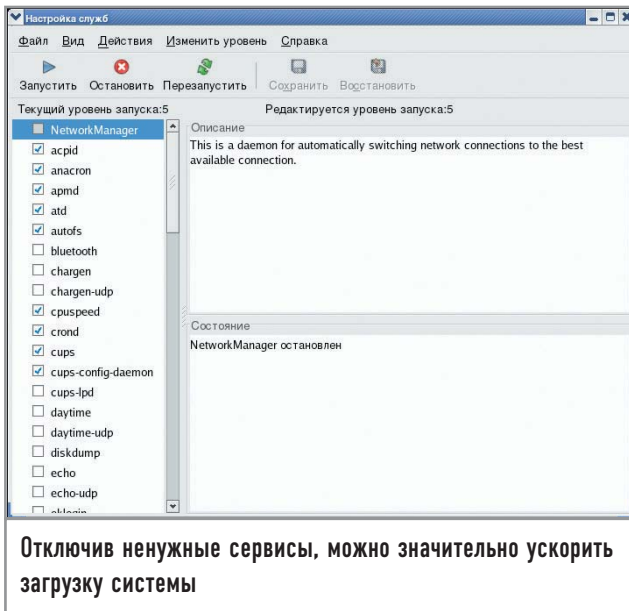 Настройка служб
Файл Вид Действия Изменить уровень Справка
Запустить Остановить Перезапустить Сохранить Восстановить
Текущий уровень запуска:5 Редактируется уровень запуска:5
NetworkManager
acpid
anacron
apmd
atd
autofs
bluetooth
chargen
chargen-udp
cpuspeed
crond
cups
cups-config-daemon
cups-lpd
daytime
daytime-udp
diskdump
echo
echo-udp
Описание
This is a daemon for automatically switching network connections to the best
available connection.
Состояние
NetworkManager остановлен
Отключив ненужные сервисы, можно значительно ускорить
загрузку системы